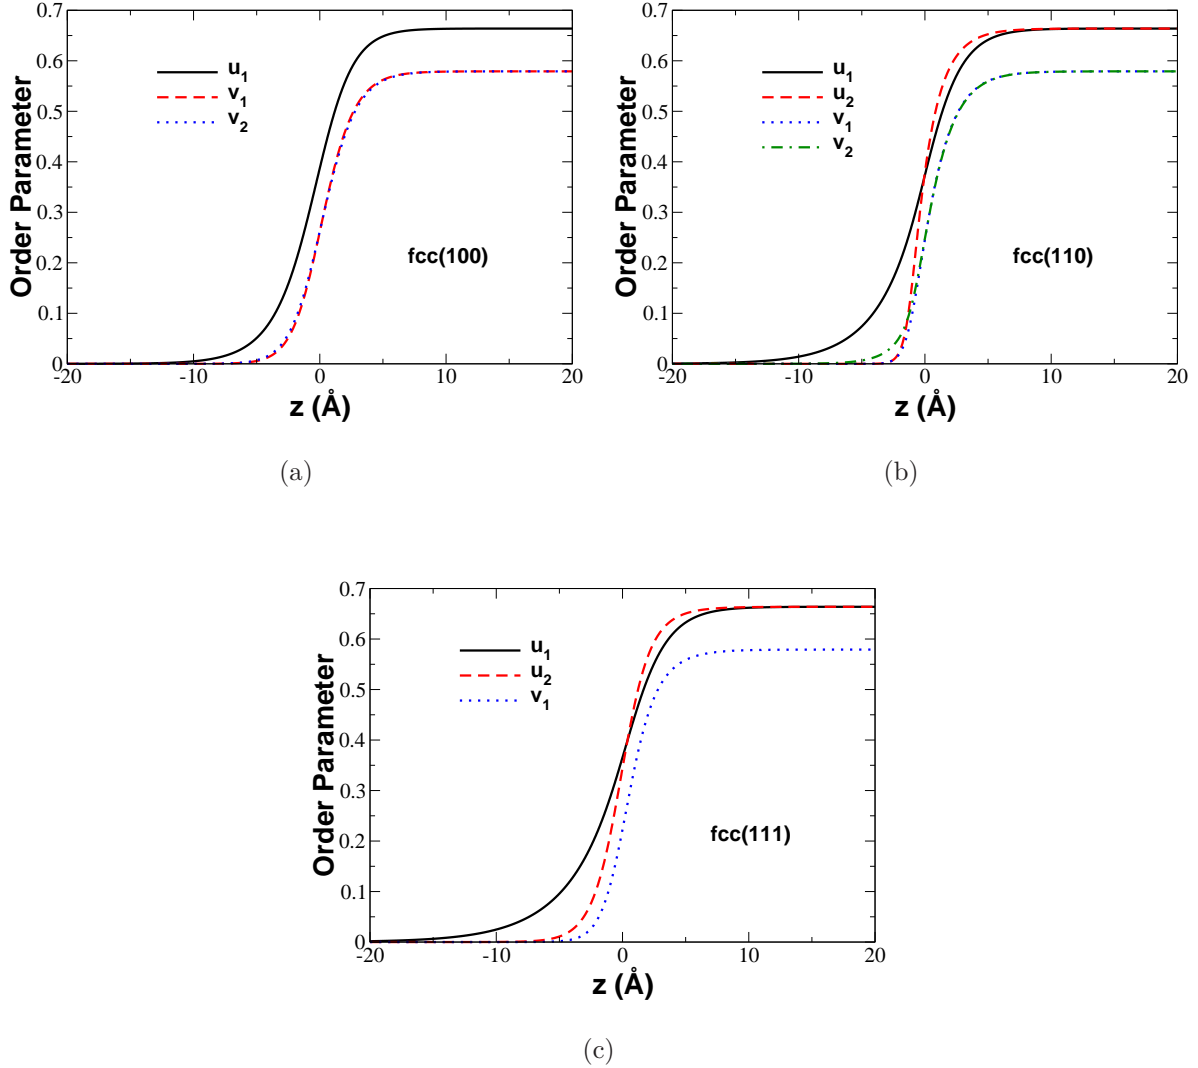 0.7
0.6
0.5
0.4
0.3
0.2
0.1
0
Order Parameter
u1
v1
v2
fcc(100)
-20 -10 0 10 20
z (Å)
(a)
0.7
0.6
0.5
0.4
0.3
0.2
0.1
0
Order Parameter
u1
u2
v1
v2
fcc(110)
-20 -10 0 10 20
z (Å)
(b)
0.7
0.6
0.5
0.4
0.3
0.2
0.1
0
Order Parameter
u1
u2
v1
fcc(111)
-20 -10 0 10 20
z (Å)
(c)